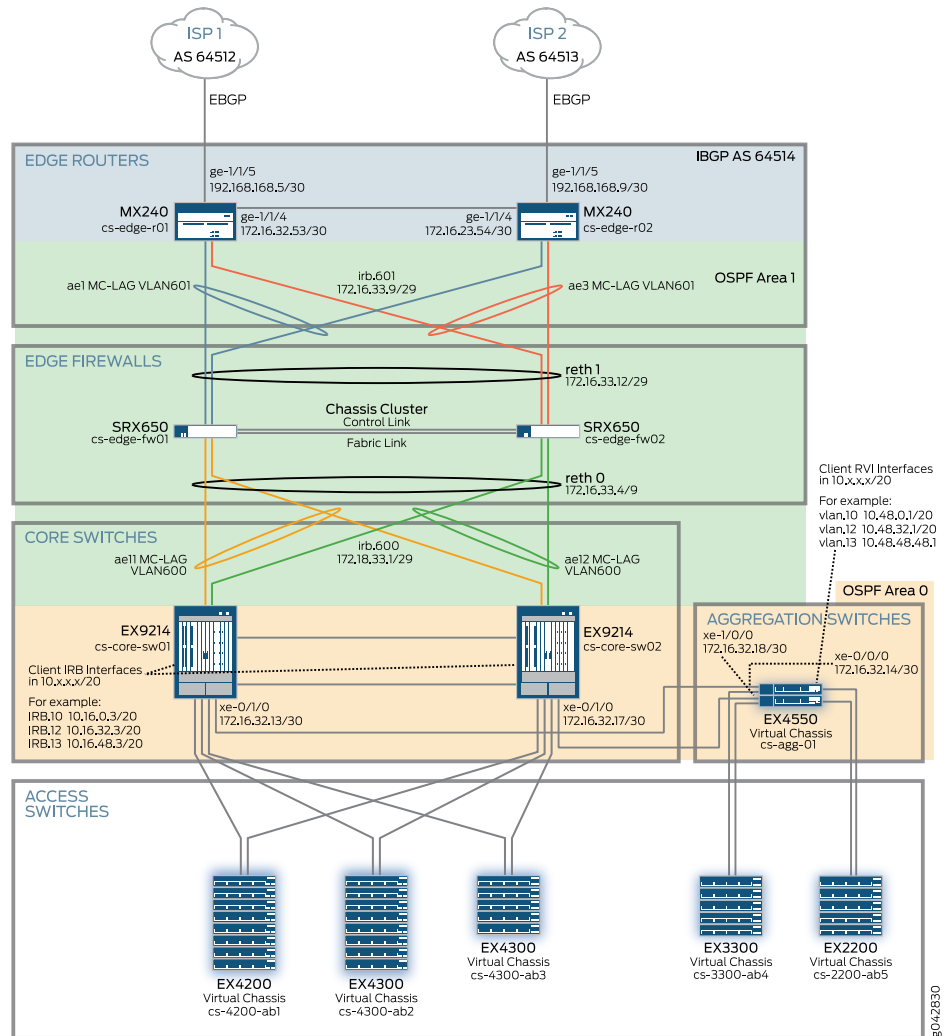 ISP 1
AS 64512
ISP 2
AS 64513
EBGP
EBGP
EDGE ROUTERS
IBGP AS 64514
ge-1/1/5
192.168.168.5/30
ge-1/1/5
192.168.168.9/30
MX240
cs-edge-r01
ge-1/1/4
172.16.32.53/30
ge-1/1/4
172.16.23.54/30
MX240
cs-edge-r02
ae1 MC-LAG VLAN601
irb.601
172.16.33.9/29
ae3 MC-LAG VLAN601
OSPF Area 1
EDGE FIREWALLS
reth 1
172.16.33.12/29
SRX650
cs-edge-fw01
Chassis Cluster
Control Link
Fabric Link
SRX650
cs-edge-fw02
reth 0
172.16.33.4/9
Client RVI Interfaces
in 10.x.x.x/20
For example:
vlan.10 10.48.0.1/20
vlan.12 10.48.32.1/20
vlan.13 10.48.48.48.1
CORE SWITCHES
ae11 MC-LAG
VLAN600
irb.600
172.18.33.1/29
ae12 MC-LAG
VLAN600
OSPF Area 0
EX9214
cs-core-sw01
EX9214
cs-core-sw02
AGGREGATION SWITCHES
xe-1/0/0
172.16.32.18/30
xe-0/0/0
172.16.32.14/30
Client IRB Interfaces
in 10.x.x.x/20
For example:
IRB.10 10.16.0.3/20
IRB.12 10.16.32.3/20
IRB.13 10.16.48.3/20
xe-0/1/0
172.16.32.13/30
xe-0/1/0
172.16.32.17/30
EX4550
Virtual Chassis
cs-agg-01
ACCESS
SWITCHES
EX4200
Virtual Chassis
cs-4200-ab1
EX4300
Virtual Chassis
cs-4300-ab2
EX4300
Virtual Chassis
cs-4300-ab3
EX3300
Virtual Chassis
cs-3300-ab4
EX2200
Virtual Chassis
cs-2200-ab5
g042830